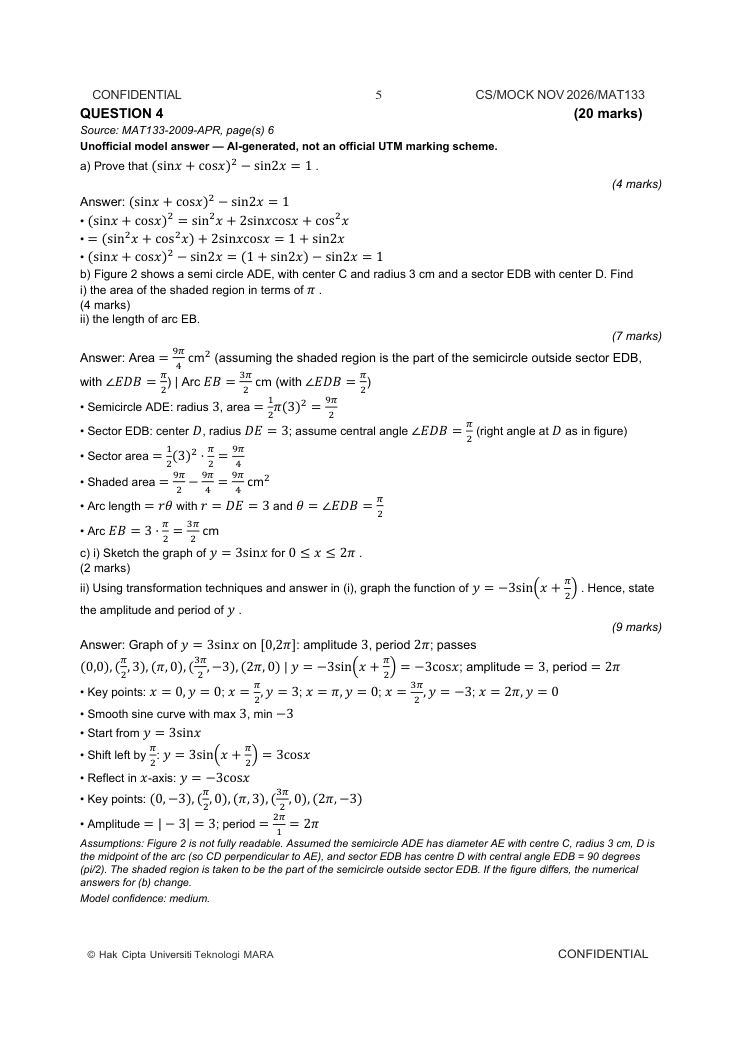 CONFIDENTIAL 5 CS/MOCK NOV 2026/MAT133
QUESTION 4 (20 marks)
Source: MAT133-2009-APR, page(s) 6
Unofficial model answer — AI-generated, not an official UTM marking scheme.
a) Prove that (sinx + cosx)² − sin2x = 1 .
(4 marks)
Answer: (sinx + cosx)² − sin2x = 1
• (sinx + cosx)² = sin²x + 2sinxcosx + cos²x
• = (sin²x + cos²x) + 2sinxcosx = 1 + sin2x
• (sinx + cosx)² − sin2x = (1 + sin2x) − sin2x = 1
b) Figure 2 shows a semi circle ADE, with center C and radius 3 cm and a sector EDB with center D. Find
i) the area of the shaded region in terms of π .
(4 marks)
ii) the length of arc EB.
(7 marks)
Answer: Area = 9π/4 cm² (assuming the shaded region is the part of the semicircle outside sector EDB,
with ∠EDB = π/2) | Arc EB = 3π/2 cm (with ∠EDB = π/2)
• Semicircle ADE: radius 3, area = 1/2π(3)² = 9π/2
• Sector EDB: center D, radius DE = 3; assume central angle ∠EDB = π/2 (right angle at D as in figure)
• Sector area = 1/2(3)² · π/2 = 9π/4
• Shaded area = 9π/2 − 9π/4 = 9π/4 cm²
• Arc length = rθ with r = DE = 3 and θ = ∠EDB = π/2
• Arc EB = 3 · π/2 = 3π/2 cm
c) i) Sketch the graph of y = 3sinx for 0 ≤ x ≤ 2π .
(2 marks)
ii) Using transformation techniques and answer in (i), graph the function of y = −3sin(x + π/2) . Hence, state
the amplitude and period of y .
(9 marks)
Answer: Graph of y = 3sinx on [0,2π]: amplitude 3, period 2π; passes
(0,0), (π/2, 3), (π, 0), (3π/2, −3), (2π, 0) | y = −3sin(x + π/2) = −3cosx; amplitude = 3, period = 2π
• Key points: x = 0, y = 0; x = π/2, y = 3; x = π, y = 0; x = 3π/2, y = −3; x = 2π, y = 0
• Smooth sine curve with max 3, min −3
• Start from y = 3sinx
• Shift left by π/2: y = 3sin(x + π/2) = 3cosx
• Reflect in x-axis: y = −3cosx
• Key points: (0, −3), (π/2, 0), (π, 3), (3π/2, 0), (2π, −3)
• Amplitude = | − 3| = 3; period = 2π/1 = 2π
Assumptions: Figure 2 is not fully readable. Assumed the semicircle ADE has diameter AE with centre C, radius 3 cm, D is
the midpoint of the arc (so CD perpendicular to AE), and sector EDB has centre D with central angle EDB = 90 degrees
(pi/2). The shaded region is taken to be the part of the semicircle outside sector EDB. If the figure differs, the numerical
answers for (b) change.
Model confidence: medium.
© Hak Cipta Universiti Teknologi MARA CONFIDENTIAL